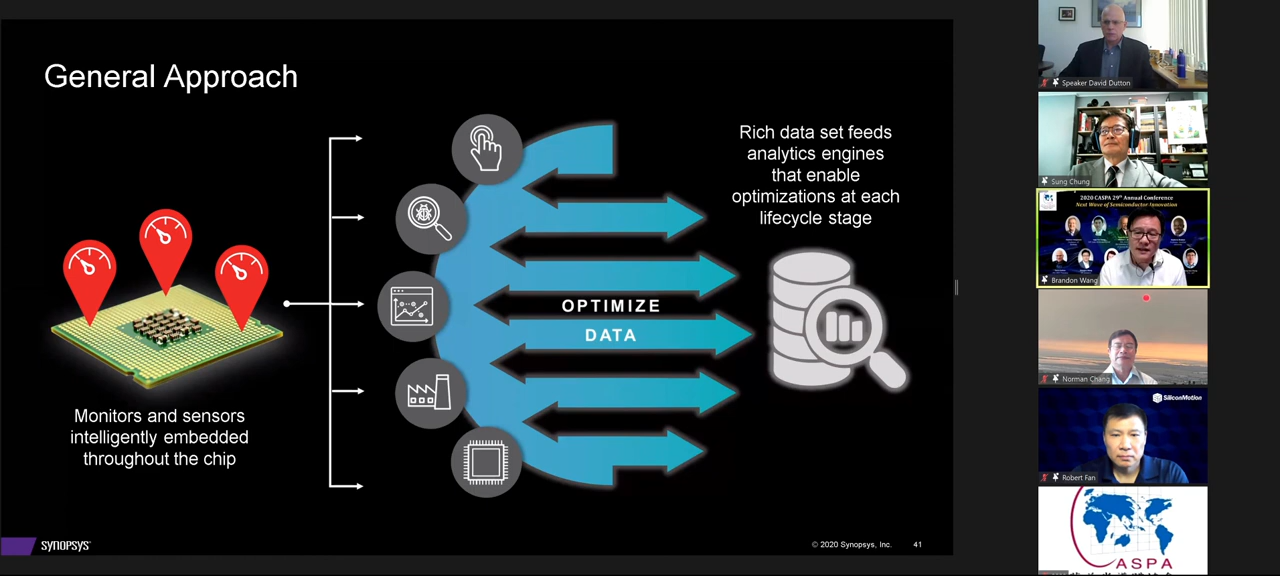 General Approach
Monitors and sensors
intelligently embedded
throughout the chip
OPTIMIZE
DATA
Rich data set feeds
analytics engines
that enable
optimizations at each
lifecycle stage
SYNOPSYS
© 2020 Synopsys, Inc.
41
Speaker David Dutton
Sung Chung
2020 CASPA 29th Annual Conference
Next Wave of Semiconductor Innovation
Brandon Wang
Norman Chang
SiliconMotion
Robert Fan
ASPA